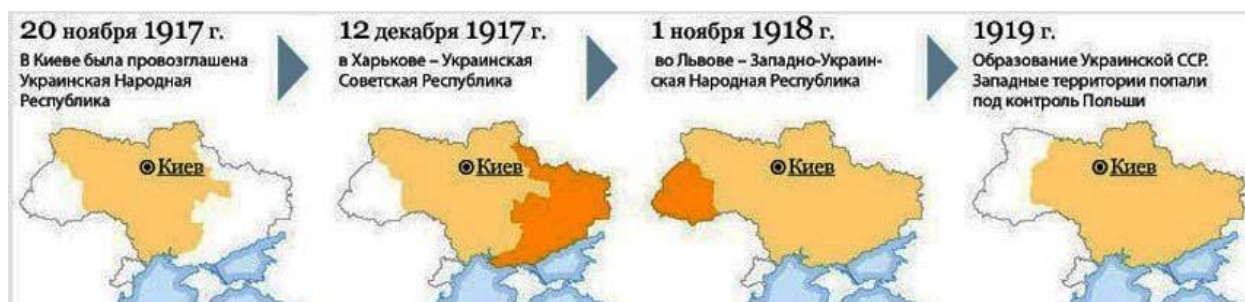 20 ноября 1917 г.
В Киеве была провозглашена
Украинская Народная
Республика
Киев
12 декабря 1917 г.
в Харькове – Украинская
Советская Республика
Киев
1 ноября 1918 г.
во Львове – Западно-Украин-
ская Народная Республика
Киев
1919 г.
Образование Украинской ССР.
Западные территории попали
под контроль Польши
Киев